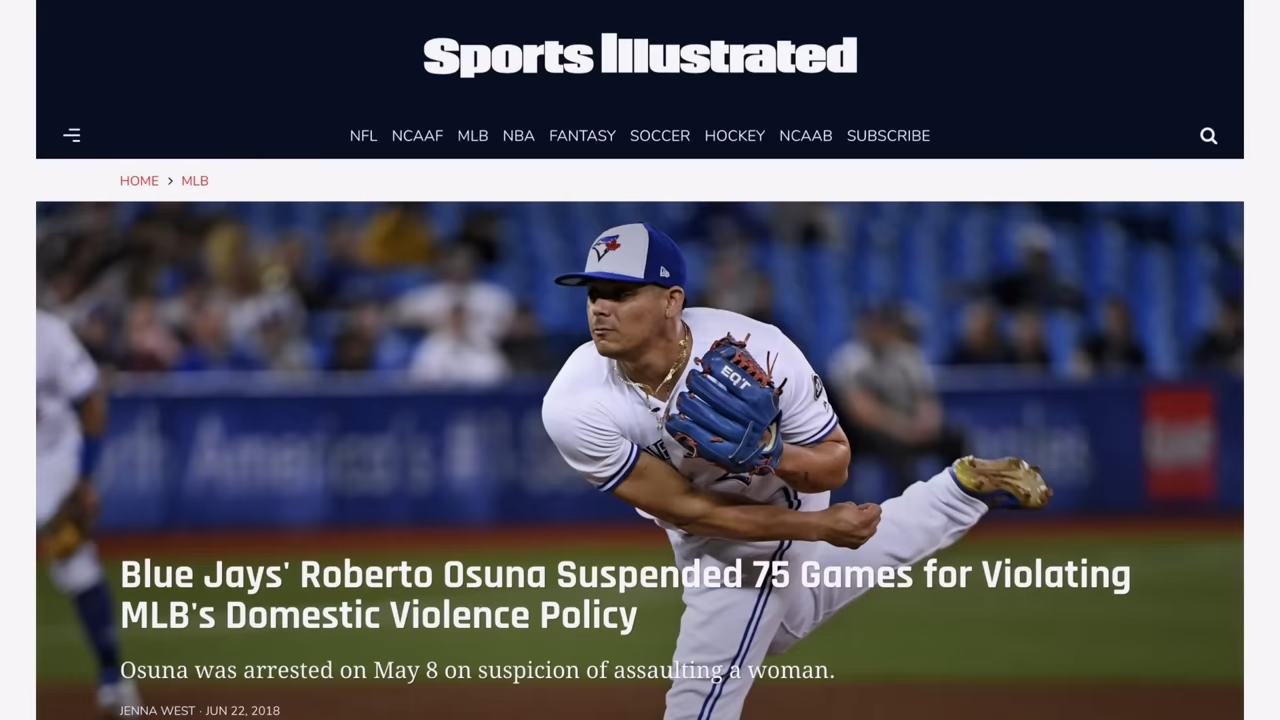 Sports Illustrated
NFL NCAAF MLB NBA FANTASY SOCCER HOCKEY NCAAB SUBSCRIBE
HOME > MLB
EQT
Blue Jays' Roberto Osuna Suspended 75 Games for Violating
MLB's Domestic Violence Policy
Osuna was arrested on May 8 on suspicion of assaulting a woman.
JENNA WEST · JUN 22, 2018